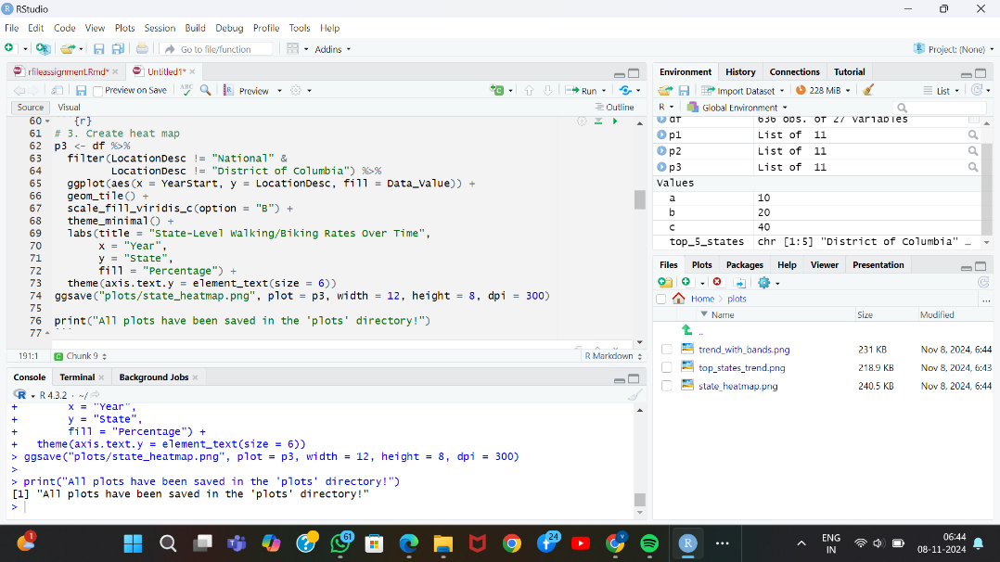 RStudio
File Edit Code View Plots Session Build Debug Profile Tools Help
Go to file/function Addins Project: (None)
rfileassignment.Rmd* Untitled1*
Preview on Save ABC Preview Run
Source Visual Outline
60 {r}
61 # 3. Create heat map
62 p3 <- df %>%
63 filter(LocationDesc != "National" &
64 LocationDesc != "District of Columbia") %>%
65 ggplot(aes(x = YearStart, y = LocationDesc, fill = Data_Value)) +
66 geom_tile() +
67 scale_fill_viridis_c(option = "B") +
68 theme_minimal() +
69 labs(title = "State-Level Walking/Biking Rates Over Time",
70 x = "Year",
71 y = "State",
72 fill = "Percentage") +
73 theme(axis.text.y = element_text(size = 6))
74 ggsave("plots/state_heatmap.png", plot = p3, width = 12, height = 8, dpi = 300)
75
76 print("All plots have been saved in the 'plots' directory!")
77 ```
191:1 Chunk 9 R Markdown
Console Terminal Background Jobs
R 4.3.2 · ~/
+ x = "Year",
+ y = "State",
+ fill = "Percentage") +
+ theme(axis.text.y = element_text(size = 6))
> ggsave("plots/state_heatmap.png", plot = p3, width = 12, height = 8, dpi = 300)
>
> print("All plots have been saved in the 'plots' directory!")
[1] "All plots have been saved in the 'plots' directory!"
>
Environment History Connections Tutorial
Import Dataset 228 MiB List
R Global Environment
df 636 obs. of 27 variables
p1 List of 11
p2 List of 11
p3 List of 11
Values
a 10
b 20
c 40
top_5_states chr [1:5] "District of Columbia" ...
Files Plots Packages Help Viewer Presentation
Home plots ...
Name Size Modified
..
trend_with_bands.png 231 KB Nov 8, 2024, 6:44
top_states_trend.png 218.9 KB Nov 8, 2024, 6:43
state_heatmap.png 240.5 KB Nov 8, 2024, 6:44
1 61 24 ENG IN 06:44
08-11-2024